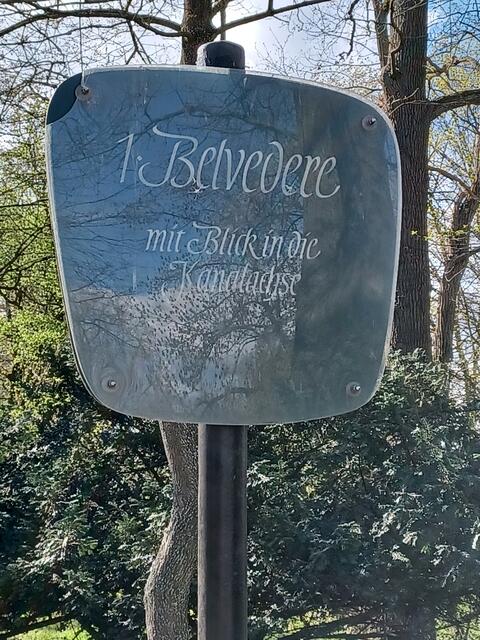 1. Belvedere
mit Blick in die
Kanalachse